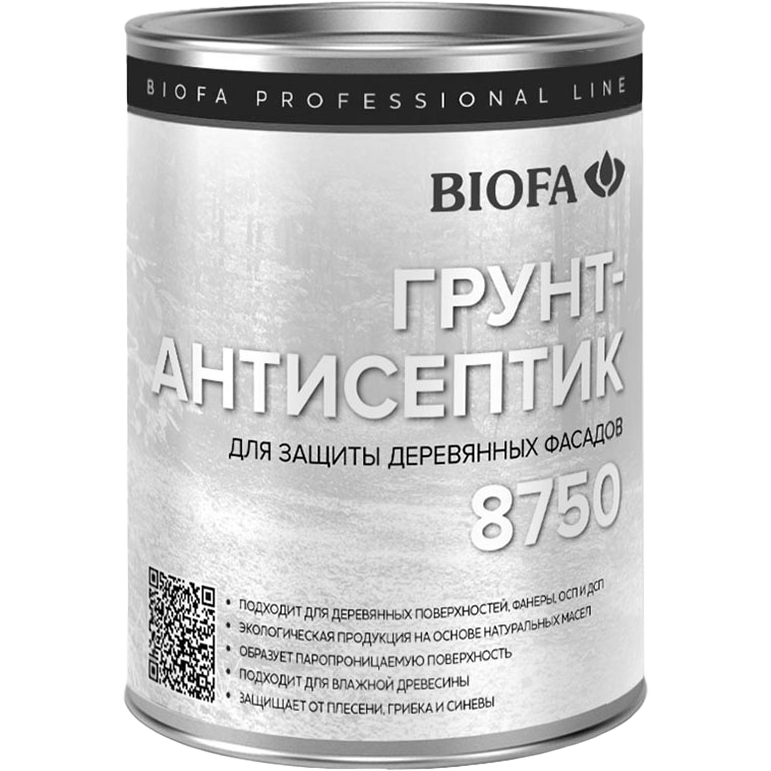 BIOFA PROFESSIONAL LINE
BIOFA
ГРУНТ-
АНТИСЕПТИК
ДЛЯ ЗАЩИТЫ ДЕРЕВЯННЫХ ФАСАДОВ
8750
• ПОДХОДИТ ДЛЯ ДЕРЕВЯННЫХ ПОВЕРХНОСТЕЙ, ФАНЕРЫ, ОСП И ДСП
• ЭКОЛОГИЧЕСКАЯ ПРОДУКЦИЯ НА ОСНОВЕ НАТУРАЛЬНЫХ МАСЕЛ
• ОБРАЗУЕТ ПАРОПРОНИЦАЕМУЮ ПОВЕРХНОСТЬ
• ПОДХОДИТ ДЛЯ ВЛАЖНОЙ ДРЕВЕСИНЫ
• ЗАЩИЩАЕТ ОТ ПЛЕСЕНИ, ГРИБКА И СИНЕВЫ